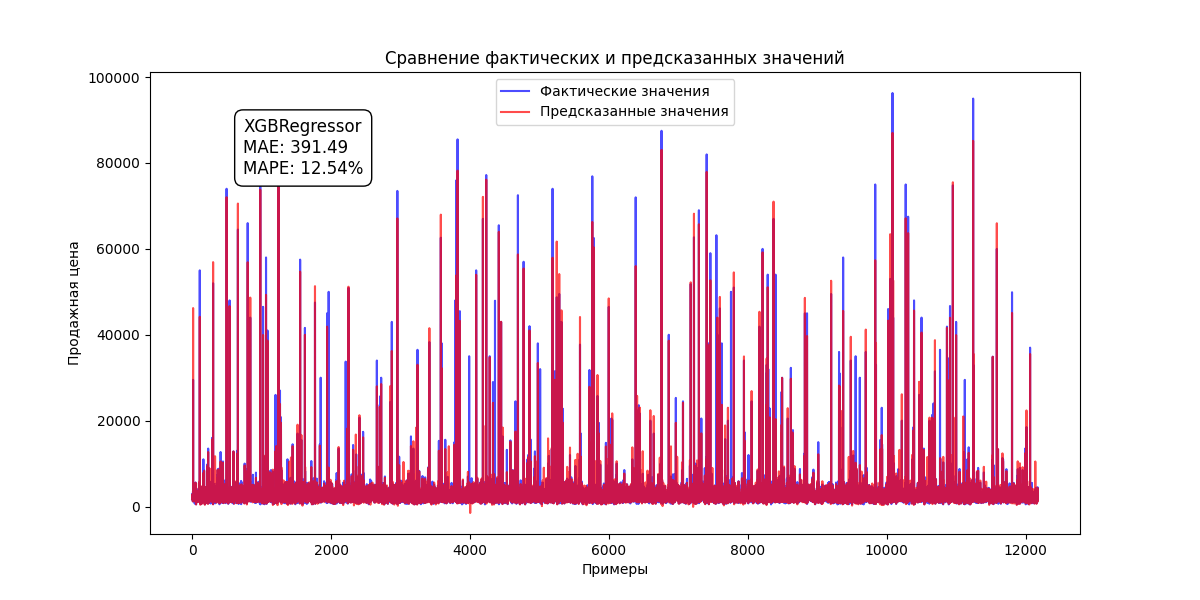 Сравнение фактических и предсказанных значений
Фактические значения
Предсказанные значения
XGBRegressor
MAE: 391.49
MAPE: 12.54%
Продажная цена
100000
80000
60000
40000
20000
0
0
2000
4000
6000
8000
10000
12000
Примеры